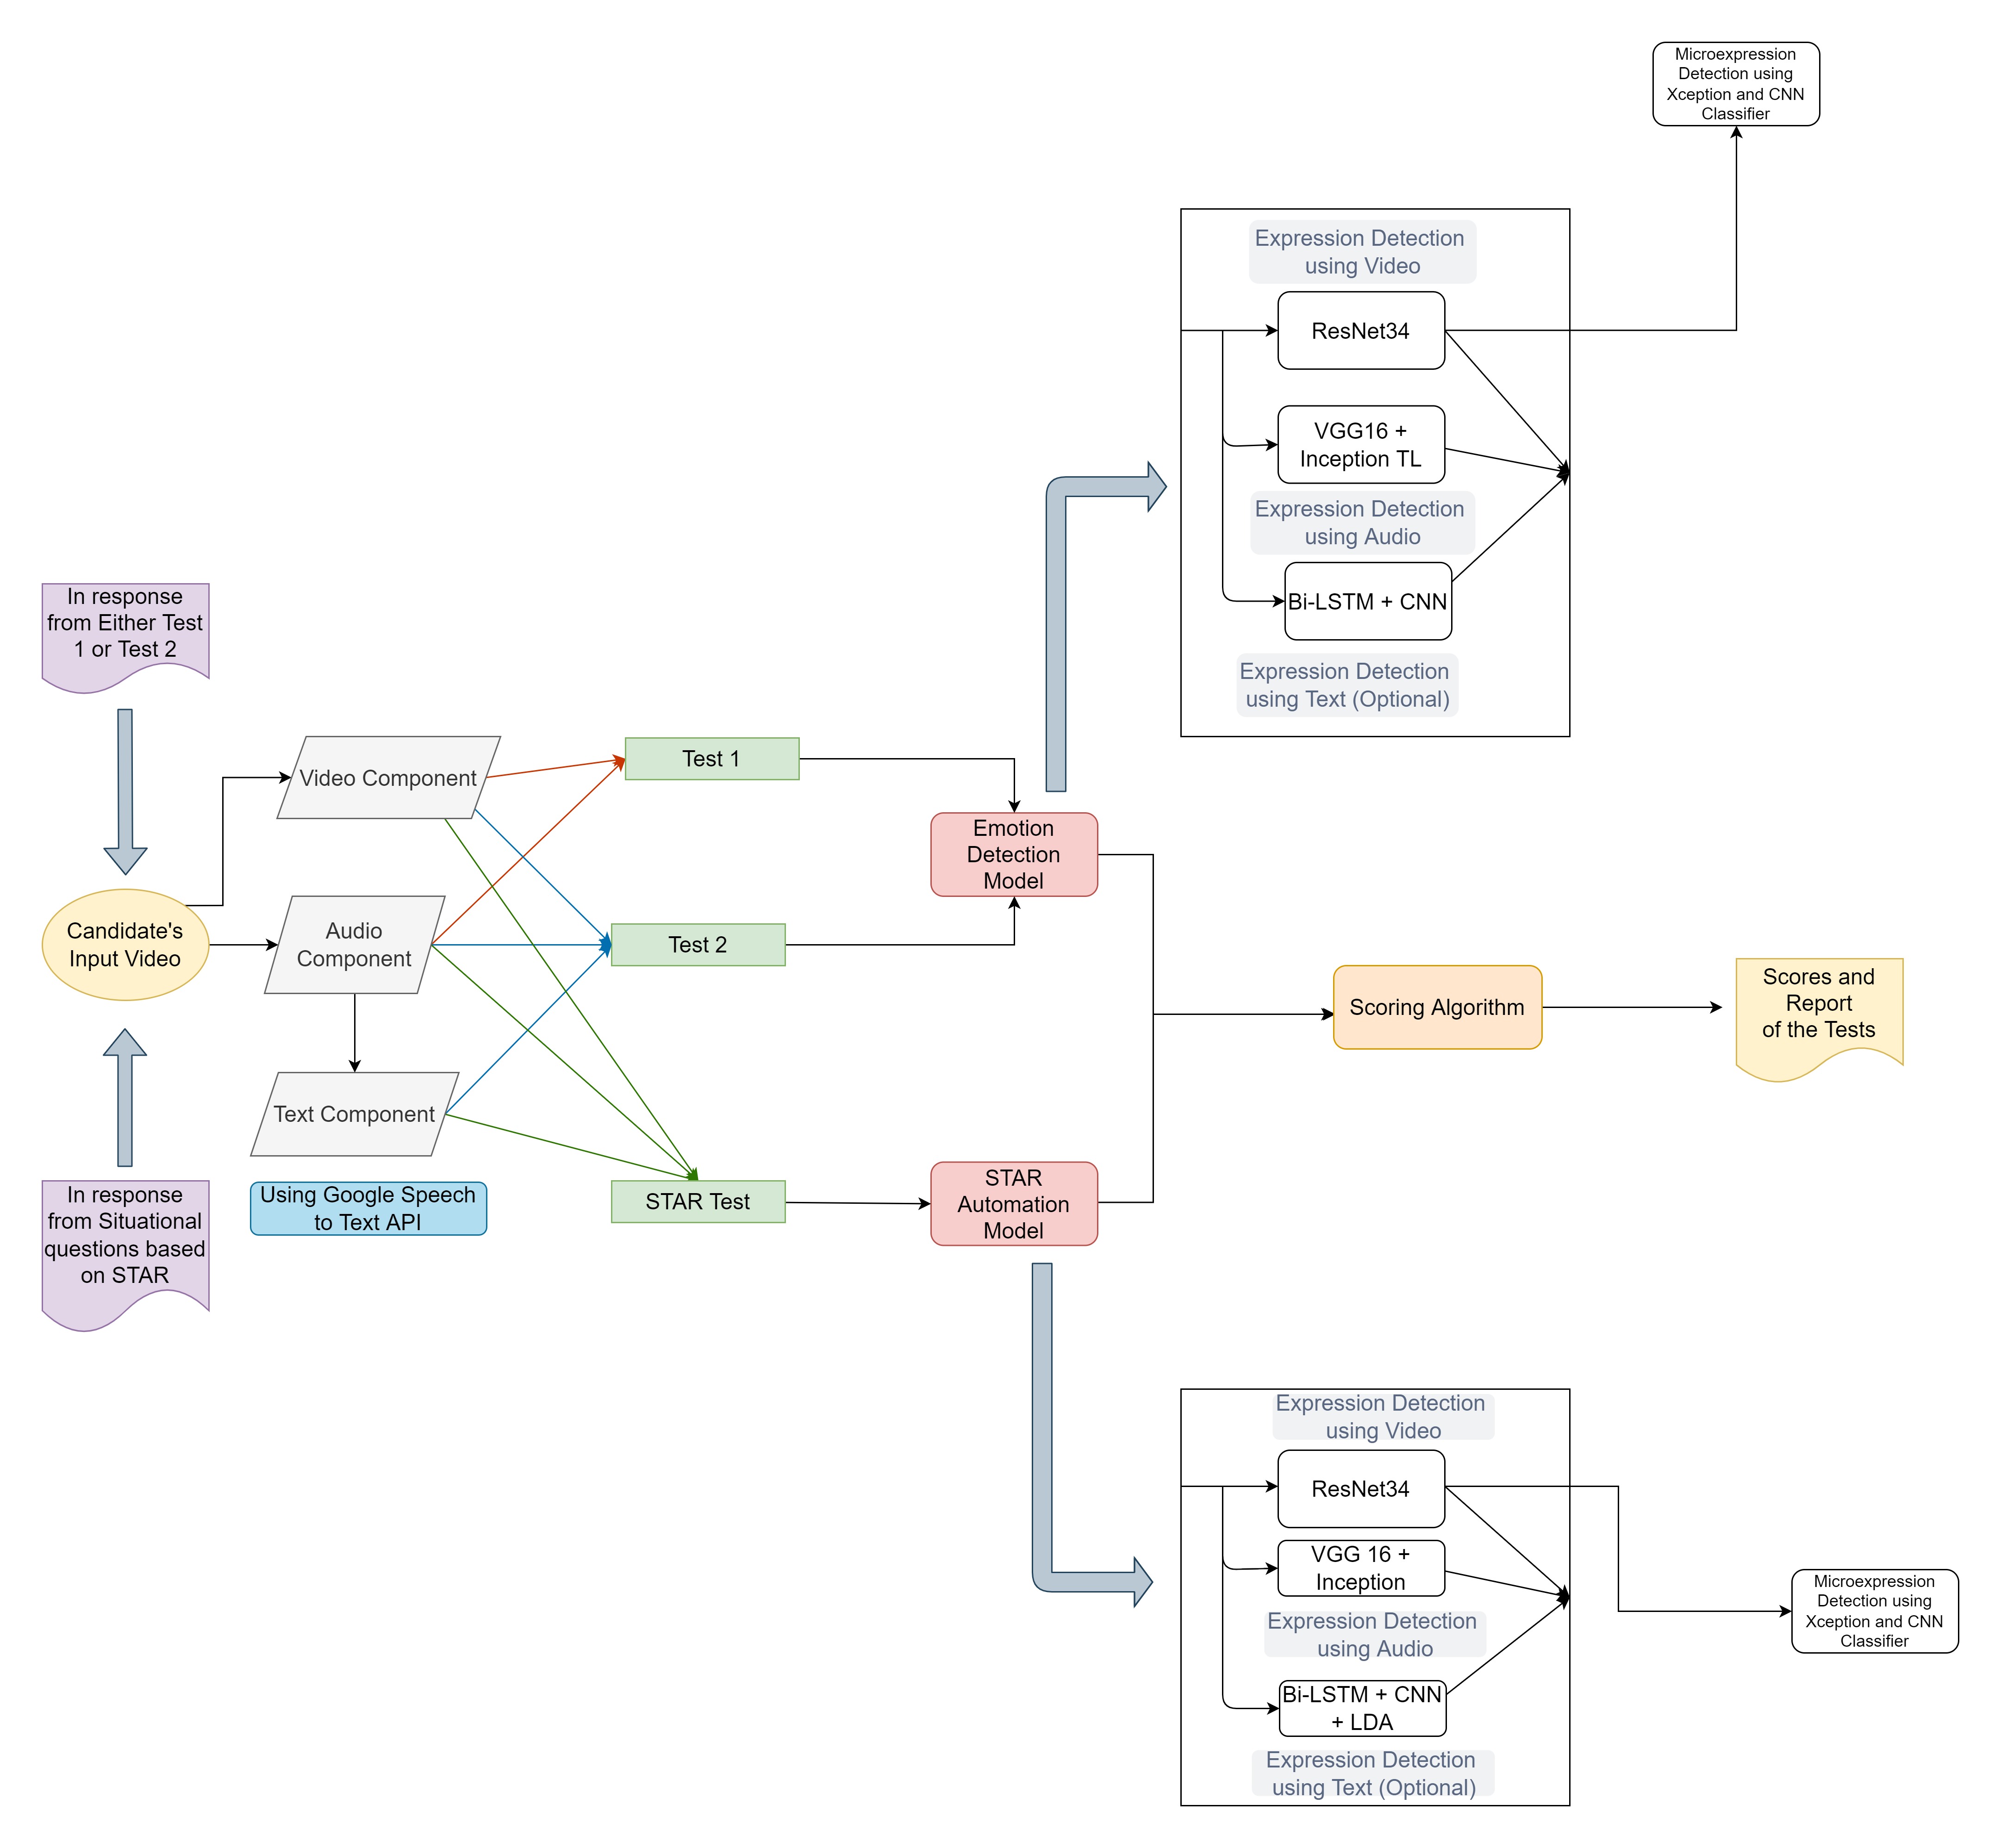 Microexpression
Detection using
Xception and CNN
Classifier
Expression Detection
using Video
ResNet34
VGG16 +
Inception TL
Expression Detection
using Audio
Bi-LSTM + CNN
Expression Detection
using Text (Optional)
In response
from Either Test
1 or Test 2
Video Component
Test 1
Emotion
Detection
Model
Candidate's
Input Video
Audio
Component
Test 2
Scoring Algorithm
Scores and
Report
of the Tests
Text Component
In response
from Situational
questions based
on STAR
Using Google Speech
to Text API
STAR Test
STAR
Automation
Model
Expression Detection
using Video
ResNet34
VGG 16 +
Inception
Expression Detection
using Audio
Bi-LSTM + CNN
+ LDA
Expression Detection
using Text (Optional)
Microexpression
Detection using
Xception and CNN
Classifier